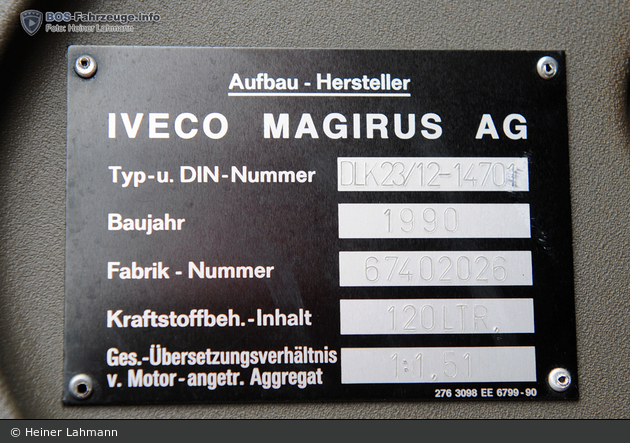 BOS-Fahrzeuge.info
Foto: Heiner Lahmann
Aufbau - Hersteller
IVECO MAGIRUS AG
Typ-u. DIN-Nummer DLK23/12-14701
Baujahr 1990
Fabrik - Nummer 67402026
Kraftstoffbeh.-Inhalt 120LTR.
Ges.-Übersetzungsverhältnis
v. Motor-angetr. Aggregat 1:1,51
276 3098 EE 6799-90
© Heiner Lahmann